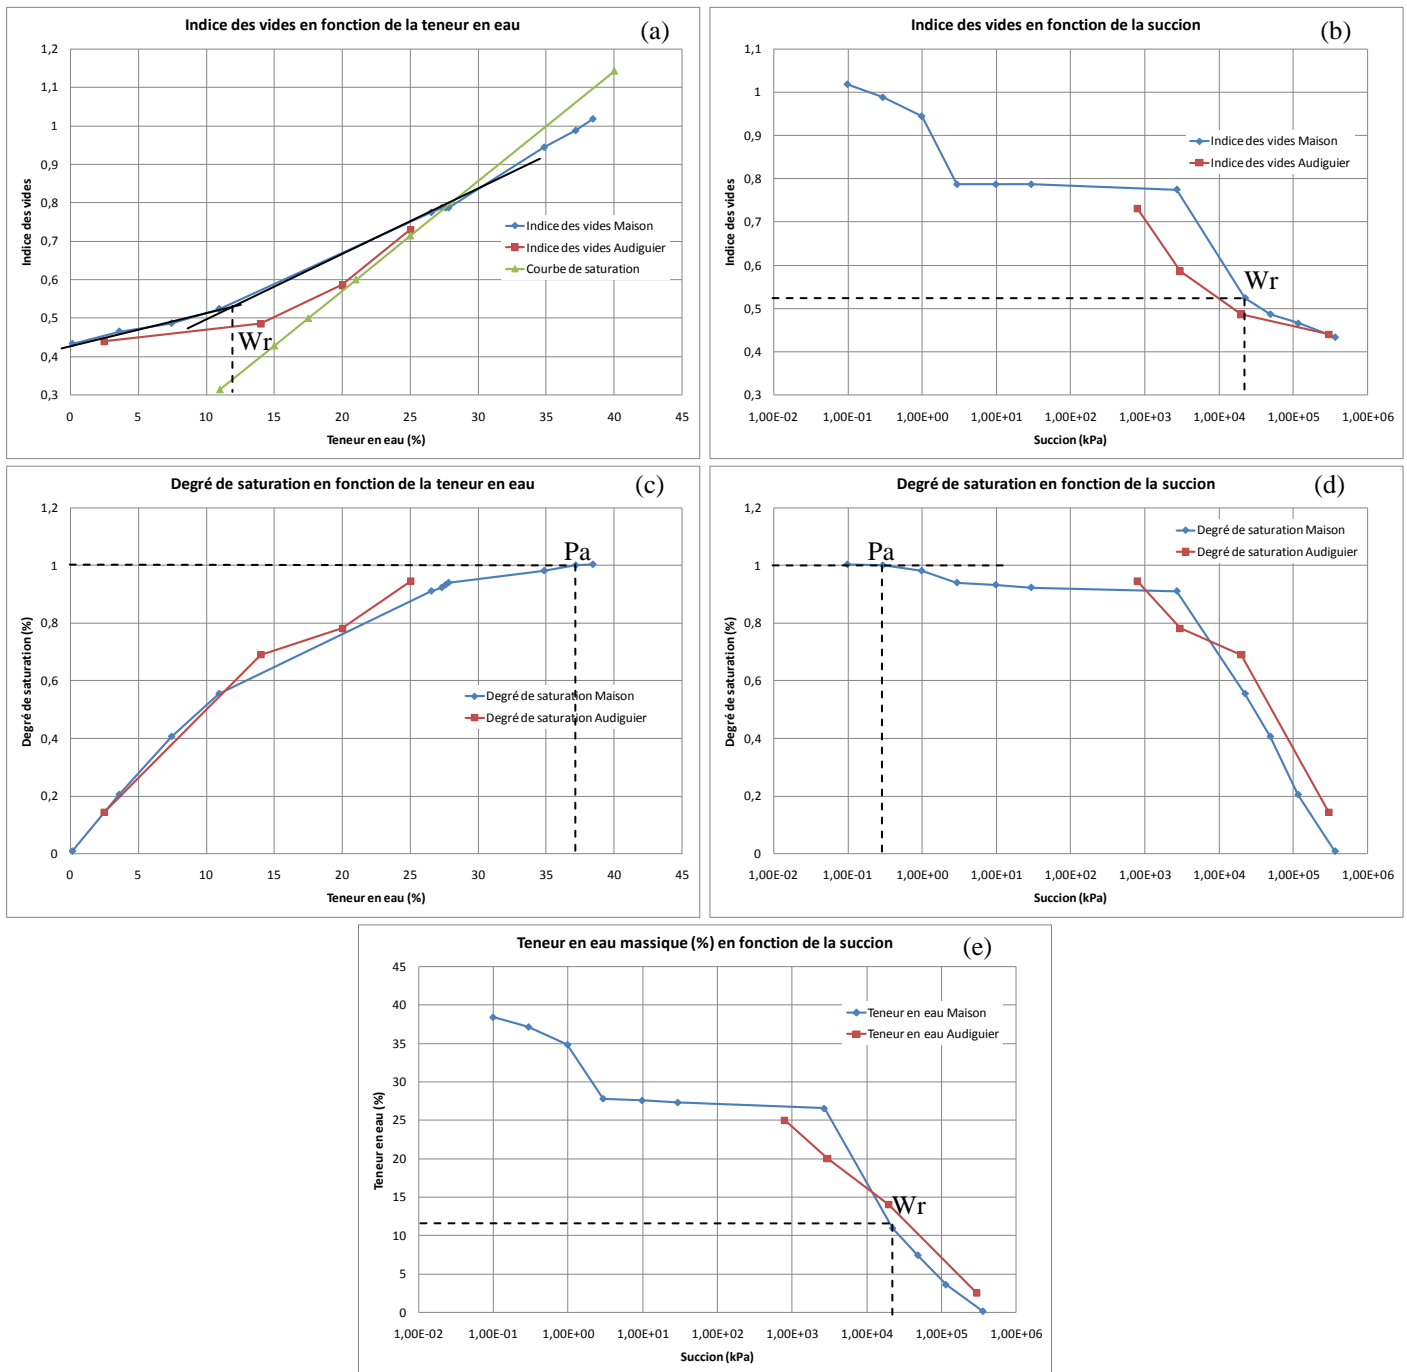 Indice des vides en fonction de la teneur en eau (a)
1,2
1,1
1
0,9
0,8
0,7
0,6
0,5
0,4
0,3
Indice des vides
Indice des vides Maison
Indice des vides Audiguier
Courbe de saturation
Wr
0 5 10 15 20 25 30 35 40 45
Teneur en eau (%)
Indice des vides en fonction de la succion (b)
1,1
1
0,9
0,8
0,7
0,6
0,5
0,4
0,3
Indice des vides
Indice des vides Maison
Indice des vides Audiguier
Wr
1,00E-02 1,00E-01 1,00E+00 1,00E+01 1,00E+02 1,00E+03 1,00E+04 1,00E+05 1,00E+06
Succion (kPa)
Degré de saturation en fonction de la teneur en eau (c)
1,2
1
0,8
0,6
0,4
0,2
0
Degré de saturation (%)
Pa
Degré de saturation Maison
Degré de saturation Audiguier
0 5 10 15 20 25 30 35 40 45
Teneur en eau (%)
Degré de saturation en fonction de la succion (d)
1,2
1
0,8
0,6
0,4
0,2
0
Degré de saturation (%)
Degré de saturation Maison
Degré de saturation Audiguier
Pa
1,00E-02 1,00E-01 1,00E+00 1,00E+01 1,00E+02 1,00E+03 1,00E+04 1,00E+05 1,00E+06
Succion (kPa)
Teneur en eau massique (%) en fonction de la succion (e)
45
40
35
30
25
20
15
10
5
0
Teneur en eau (%)
Teneur en eau Maison
Teneur en eau Audiguier
Wr
1,00E-02 1,00E-01 1,00E+00 1,00E+01 1,00E+02 1,00E+03 1,00E+04 1,00E+05 1,00E+06
Succion (kPa)